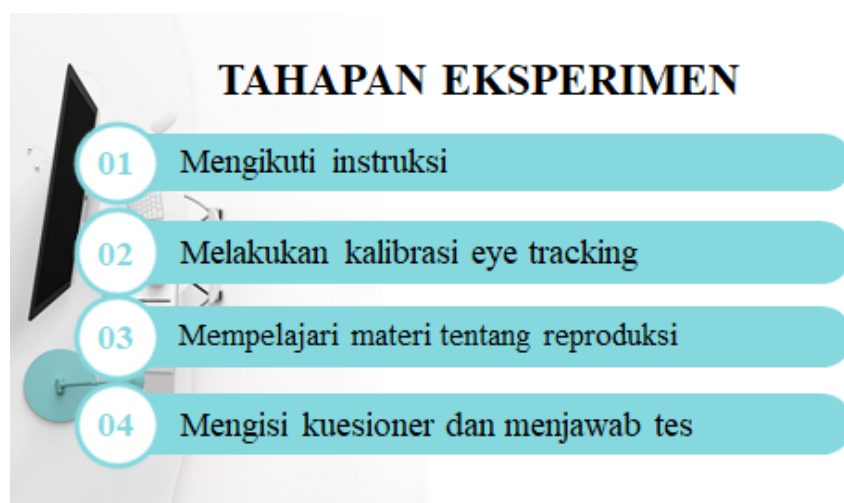 TAHAPAN EKSPERIMEN
01 Mengikuti instruksi
02 Melakukan kalibrasi eye tracking
03 Mempelajari materi tentang reproduksi
04 Mengisi kuesioner dan menjawab tes